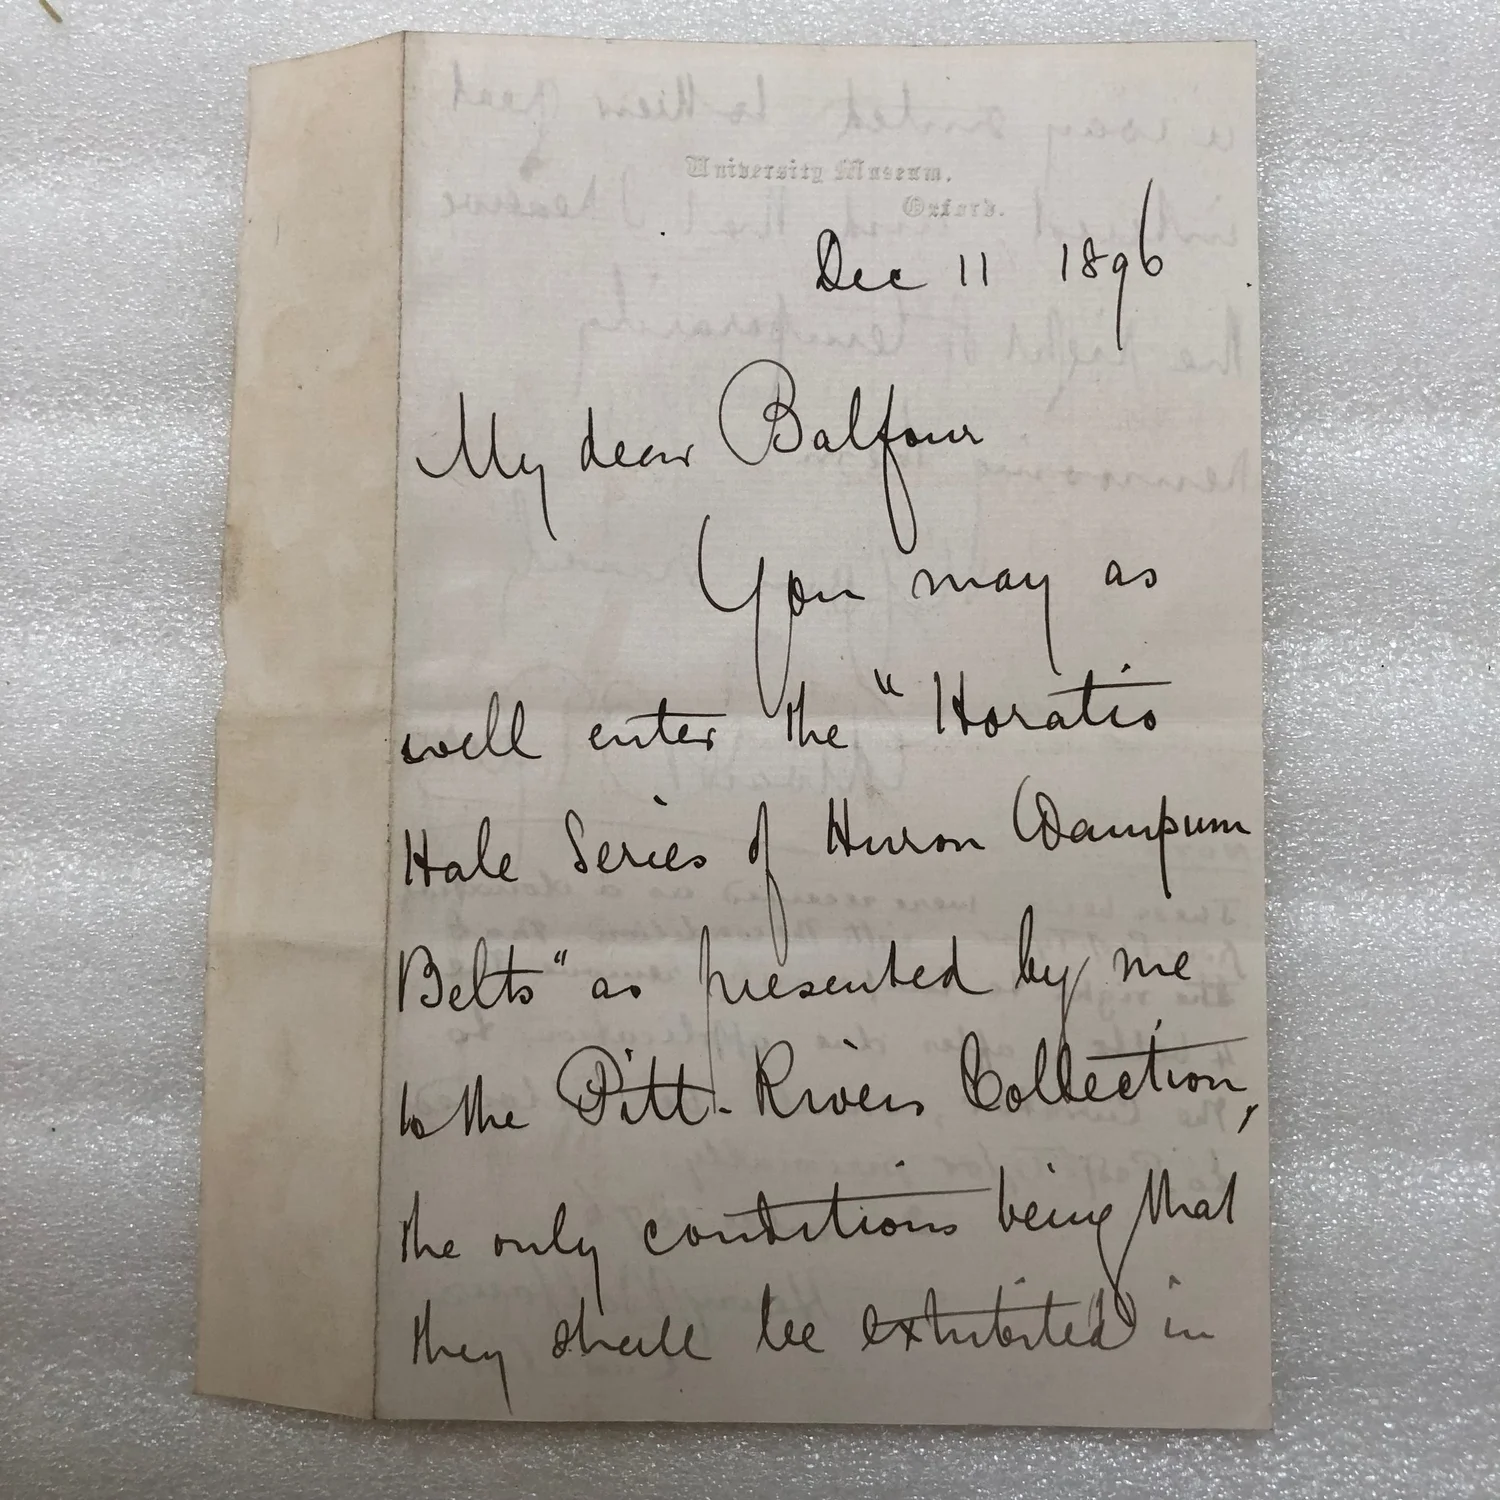 University Museum,
Oxford.
Dec 11 1896
My dear Balfour
You may as
well enter the "Horatio
Hale Series of Huron Wampum
Belts" as presented by me
to the Pitt-Rivers Collection,
the only conditions being that
they shall be exhibited in